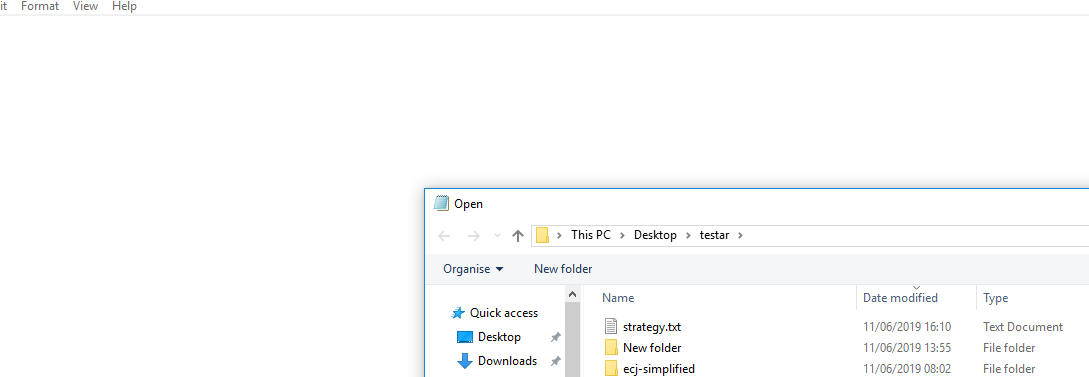 it Format View Help
Open
This PC Desktop testar
Organise New folder
Name Date modified Type
Quick access
strategy.txt 11/06/2019 16:10 Text Document
Desktop
New folder 11/06/2019 13:55 File folder
Downloads
ecj-simplified 11/06/2019 08:02 File folder